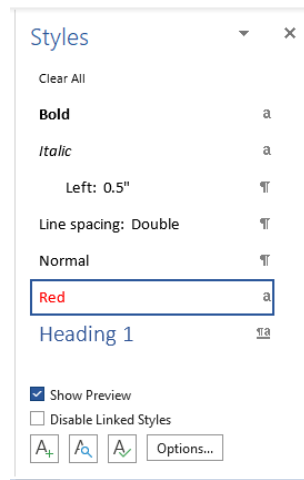 Styles
Clear All
Bold a
Italic a
Left: 0.5" ¶
Line spacing: Double ¶
Normal ¶
Red a
Heading 1 ¶a
Show Preview
Disable Linked Styles
Options...